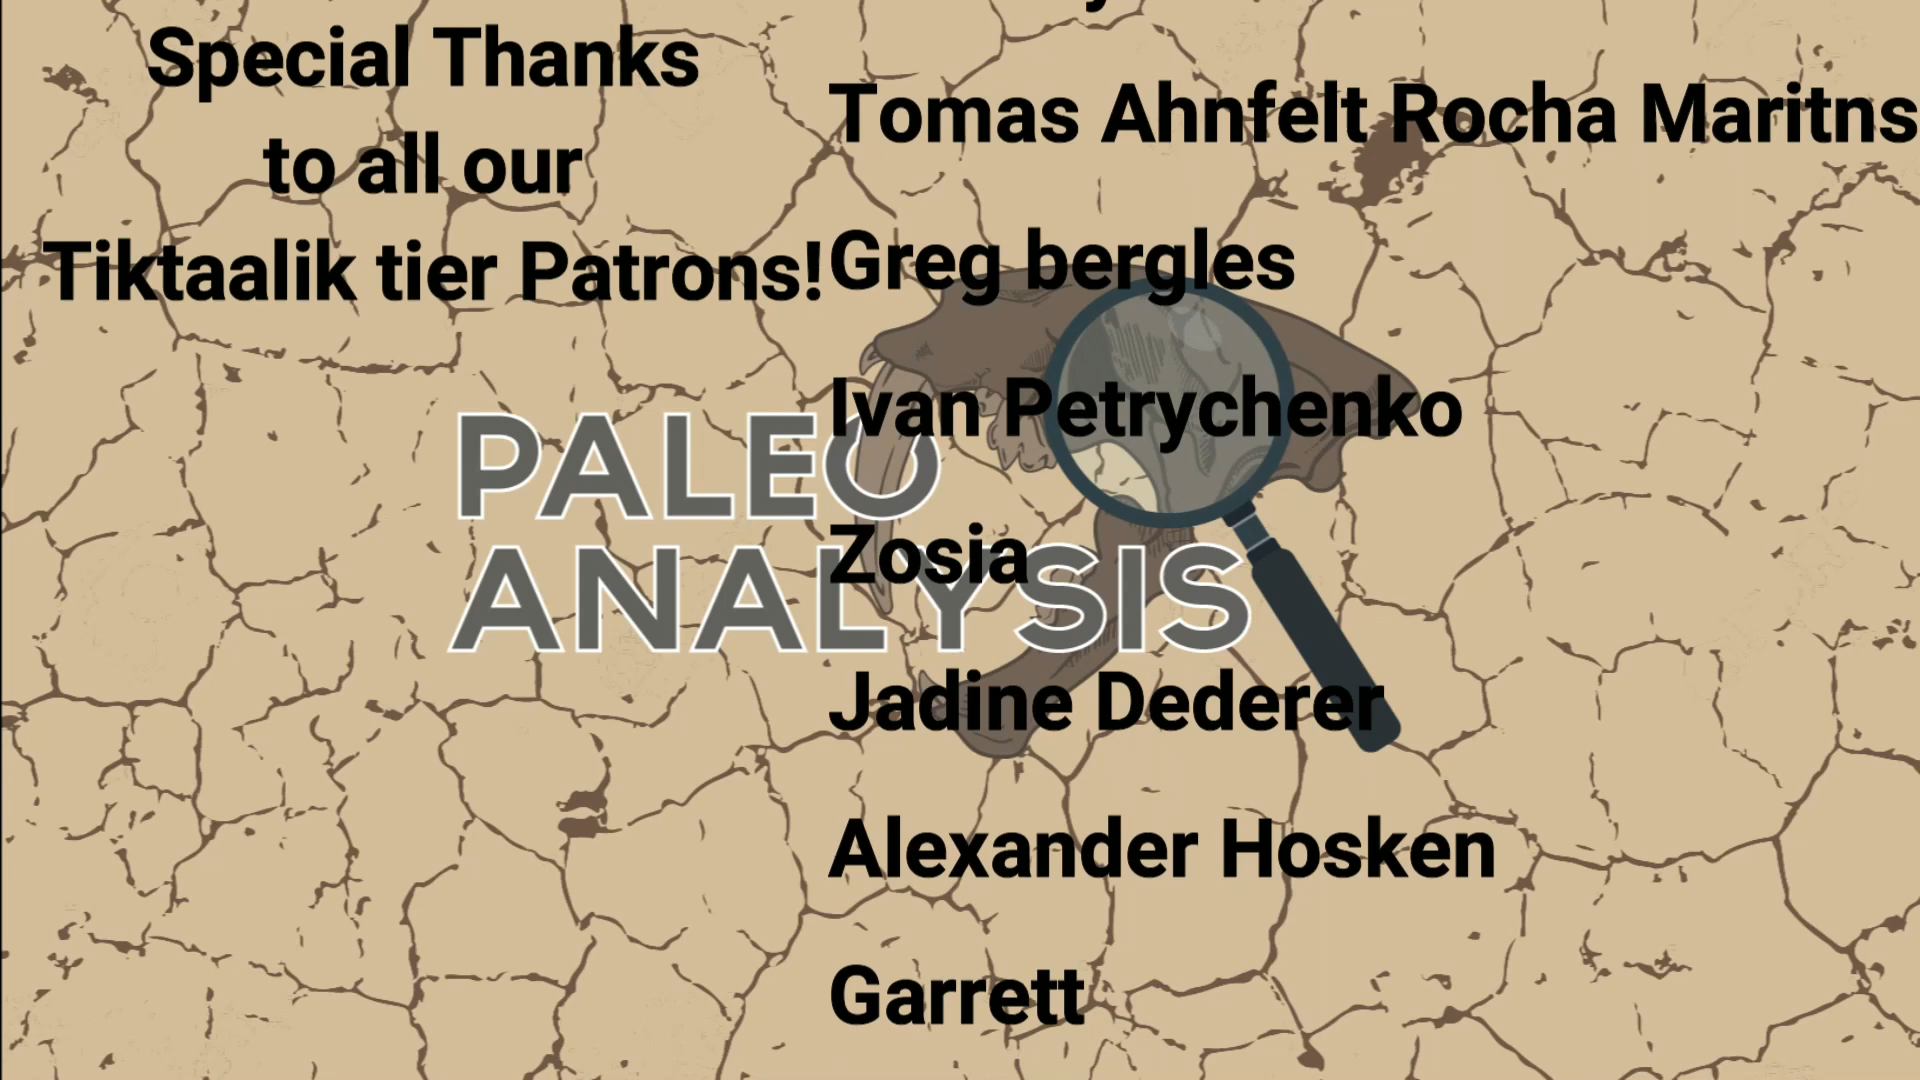 Special Thanks
to all our
Tiktaalik tier Patrons!
Tomas Ahnfelt Rocha Maritns
Greg bergles
Ivan Petrychenko
Zosia
Jadine Dederer
Alexander Hosken
Garrett
PALEO
ANALYSIS